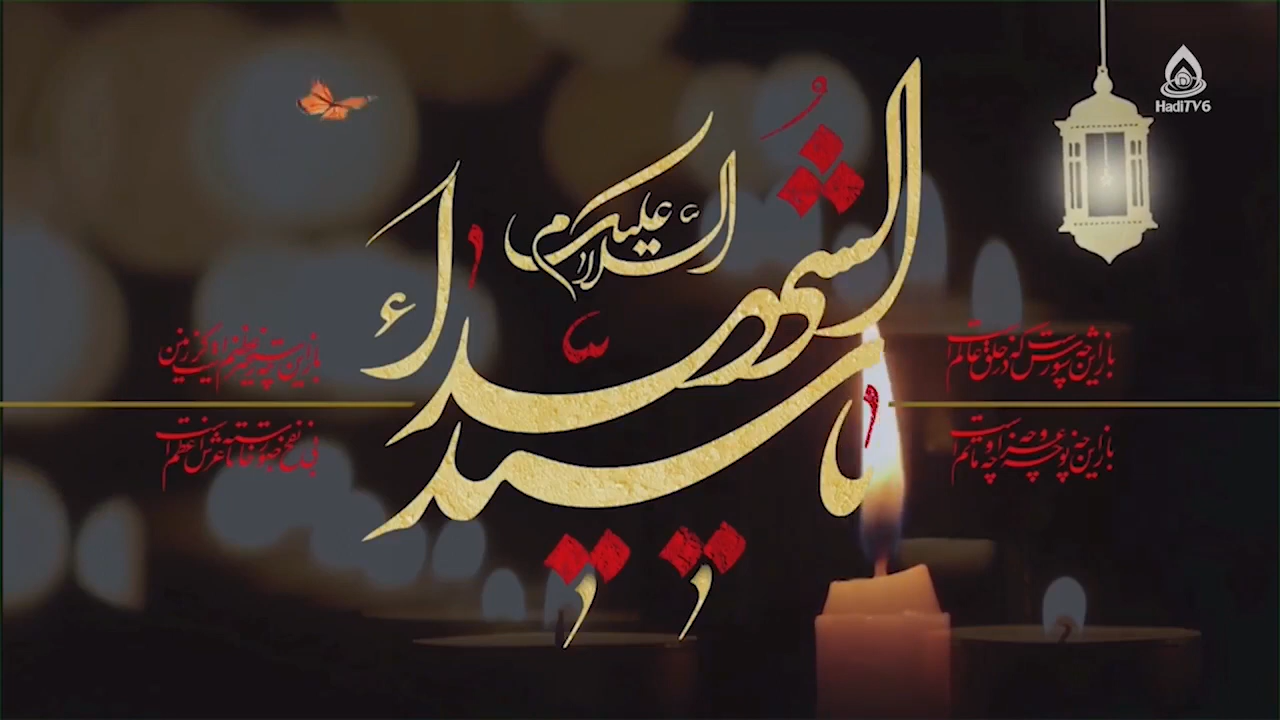 HadiTV6
السلام علیک
یا سید الشهداء
باز این چه شورش است که در خلق عالم است
باز این چه نوحه و چه عزا و چه ماتم است
باز این چه رستخیز عظیم است کز زمین
بی نفخ صور خاسته تا عرش اعظم است